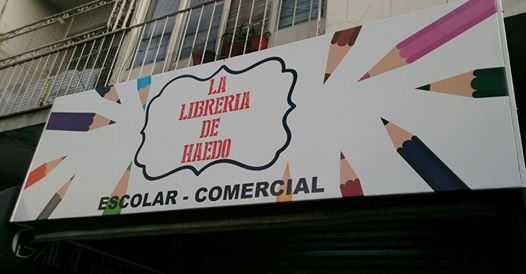 LA
LIBRERIA
DE
HAEDO
ESCOLAR - COMERCIAL